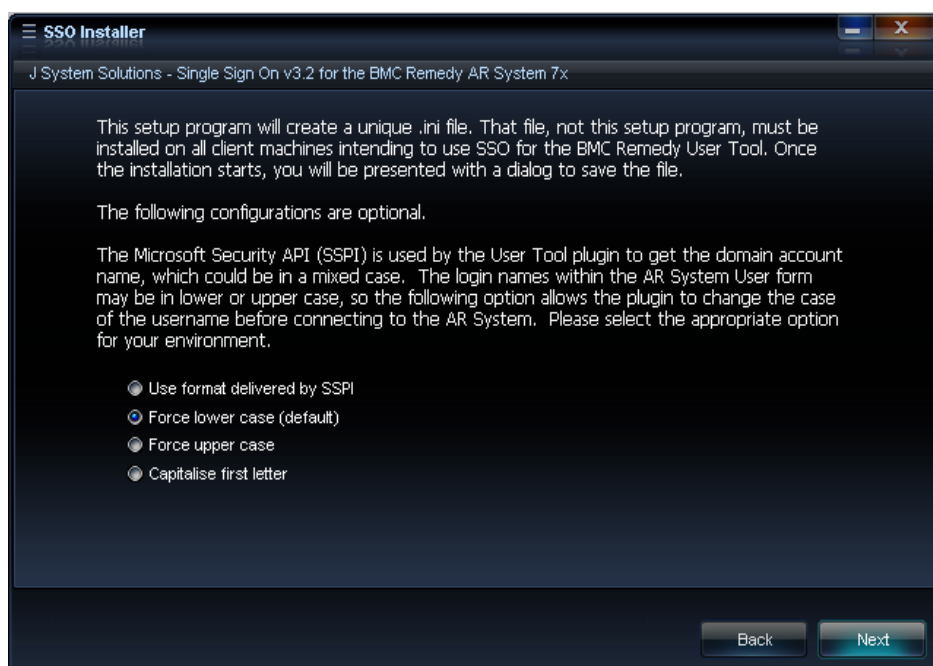 SSO Installer
J System Solutions - Single Sign On v3.2 for the BMC Remedy AR System 7x
This setup program will create a unique .ini file. That file, not this setup program, must be
installed on all client machines intending to use SSO for the BMC Remedy User Tool. Once
the installation starts, you will be presented with a dialog to save the file.
The following configurations are optional.
The Microsoft Security API (SSPI) is used by the User Tool plugin to get the domain account
name, which could be in a mixed case. The login names within the AR System User form
may be in lower or upper case, so the following option allows the plugin to change the case
of the username before connecting to the AR System. Please select the appropriate option
for your environment.
Use format delivered by SSPI
Force lower case (default)
Force upper case
Capitalise first letter
Back
Next